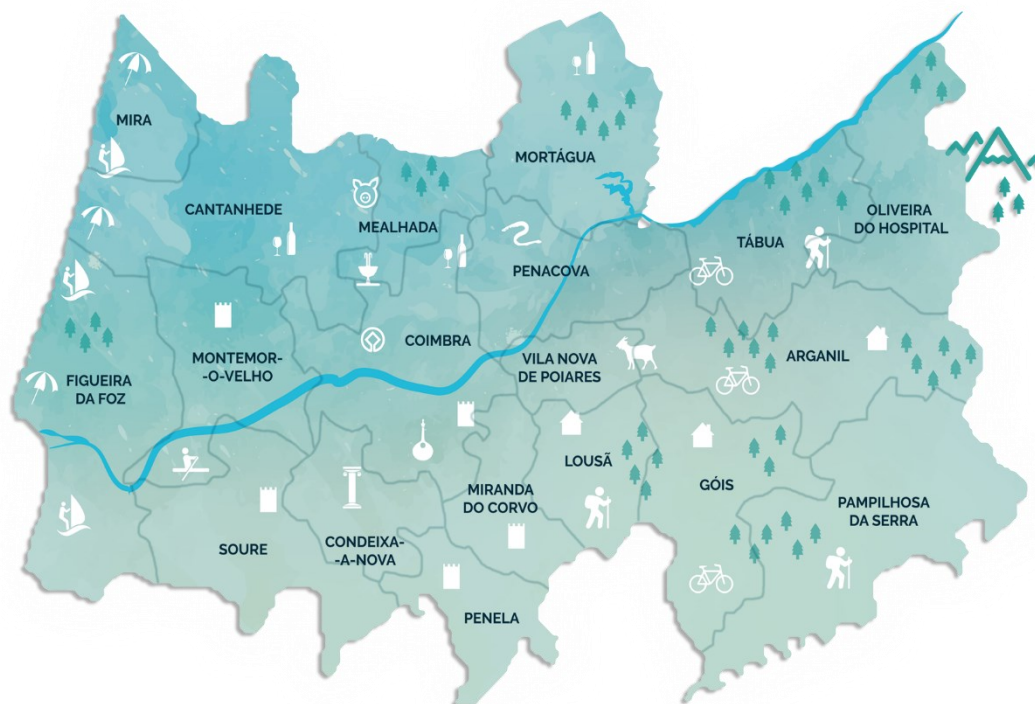 MIRA
MORTÁGUA
CANTANHEDE
MEALHADA
OLIVEIRA
DO HOSPITAL
TÁBUA
PENACOVA
COIMBRA
MONTEMOR-
-O-VELHO
VILA NOVA
DE POIARES
ARGANIL
FIGUEIRA
DA FOZ
LOUSÃ
GÓIS
MIRANDA
DO CORVO
PAMPILHOSA
DA SERRA
SOURE
CONDEIXA-
-A-NOVA
PENELA